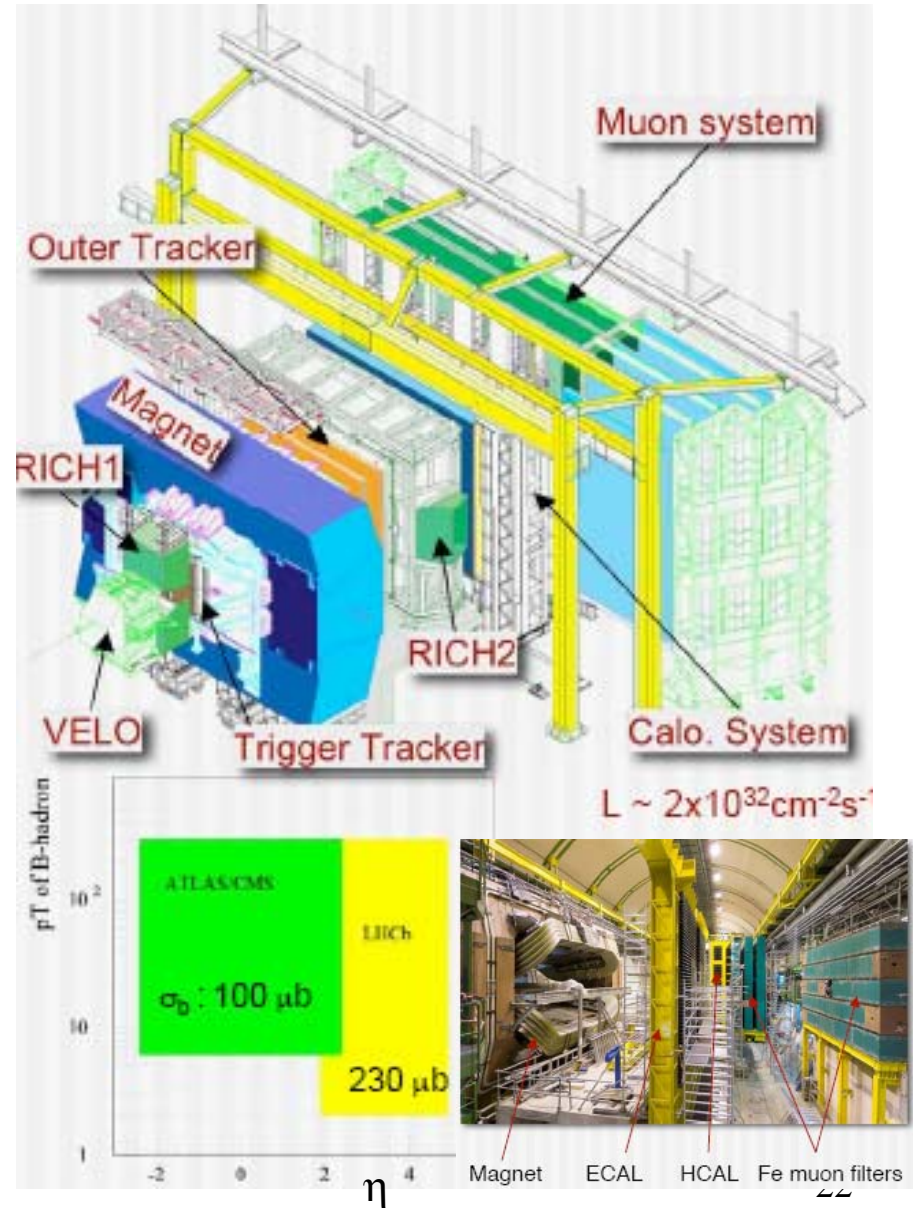 Muon system
Outer Tracker
Magnet
RICH1
RICH2
VELO
Trigger Tracker
Calo. System
L ~ 2x10³²cm⁻²s⁻¹
pT of B-hadron
10²
10
1
ATLAS/CMS
LHCb
σb : 100 μb
230 μb
-2 0 2 4
η
Magnet ECAL HCAL Fe muon filters